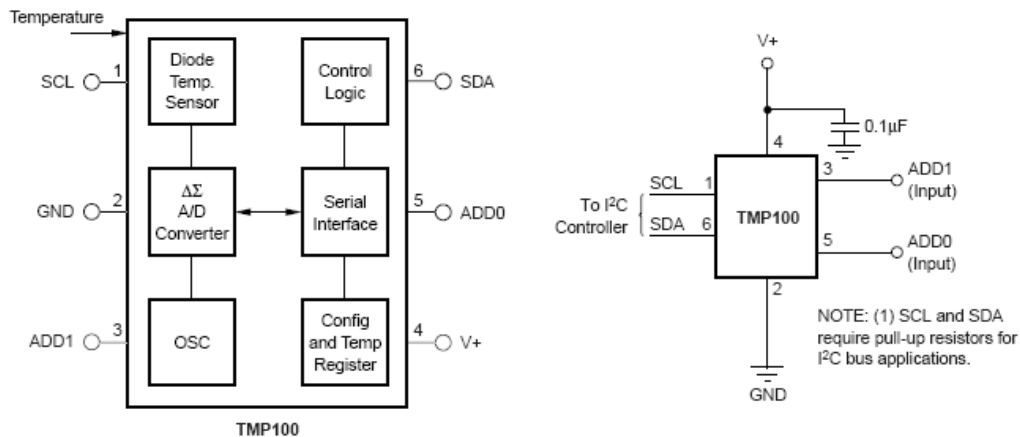 Temperature
SCL
1
Diode
Temp.
Sensor
Control
Logic
6
SDA
GND
2
ΔΣ
A/D
Converter
Serial
Interface
5
ADD0
ADD1
3
OSC
Config
and Temp
Register
4
V+
TMP100
V+
0.1µF
4
SCL
1
To I²C
Controller
SDA
6
TMP100
3
ADD1
(Input)
5
ADD0
(Input)
2
GND
NOTE: (1) SCL and SDA
require pull-up resistors for
I²C bus applications.